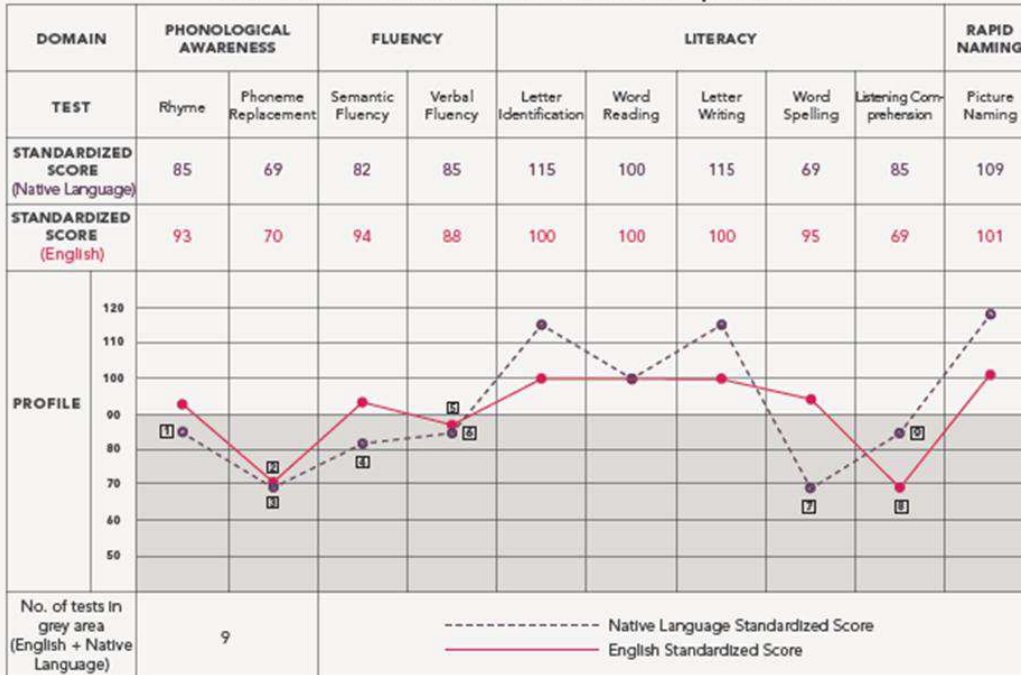 DOMAIN
PHONOLOGICAL
AWARENESS
FLUENCY
LITERACY
RAPID
NAMING
TEST
Rhyme
Phoneme
Replacement
Semantic
Fluency
Verbal
Fluency
Letter
Identification
Word
Reading
Letter
Writing
Word
Spelling
Listening Com-
prehension
Picture
Naming
STANDARDIZED
SCORE
(Native Language)
85 69 82 85 115 100 115 69 85 109
STANDARDIZED
SCORE
(English)
93 70 94 88 100 100 100 95 69 101
PROFILE
120
110
100
90
80
70
60
50
1
2
3
4
5
6
7
8
9
No. of tests in
grey area
(English + Native
Language)
9
Native Language Standardized Score
English Standardized Score